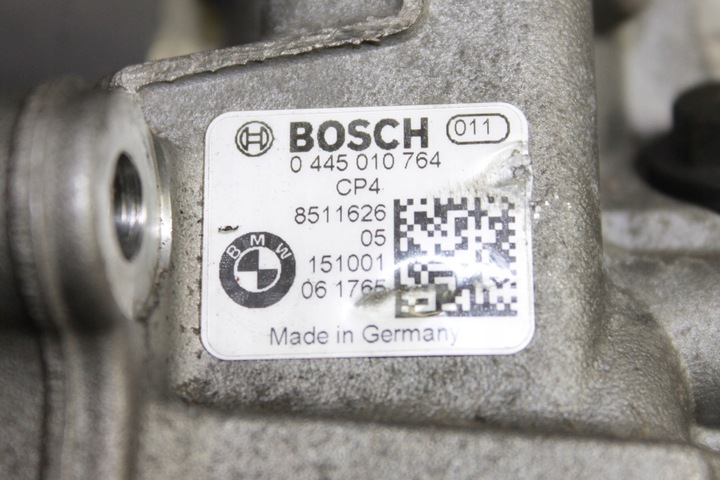 BOSCH 011
0 445 010 764
CP4
8511626
05
BMW
151001
06 1765
Made in Germany